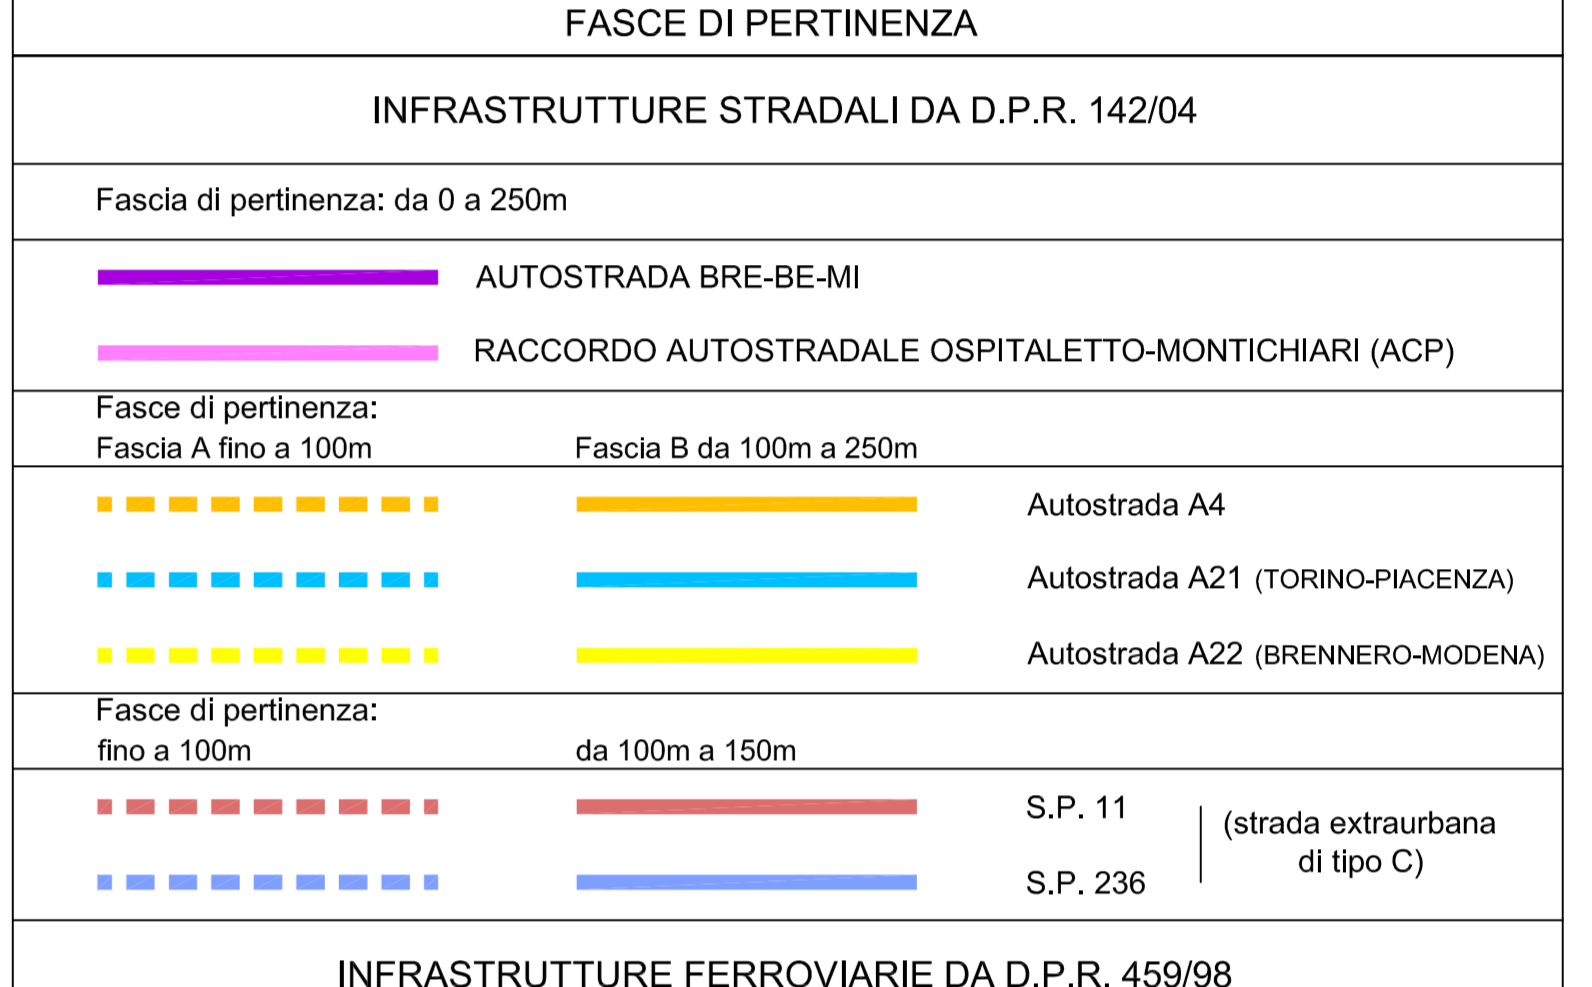 FASCE DI PERTINENZA
INFRASTRUTTURE STRADALI DA D.P.R. 142/04
Fascia di pertinenza: da 0 a 250m
AUTOSTRADA BRE-BE-MI
RACCORDO AUTOSTRADALE OSPITALETTO-MONTICHIARI (ACP)
Fasce di pertinenza:
Fascia A fino a 100m Fascia B da 100m a 250m
Autostrada A4
Autostrada A21 (TORINO-PIACENZA)
Autostrada A22 (BRENNERO-MODENA)
Fasce di pertinenza:
fino a 100m da 100m a 150m
S.P. 11
(strada extraurbana
di tipo C)
S.P. 236
INFRASTRUTTURE FERROVIARIE DA D.P.R. 459/98